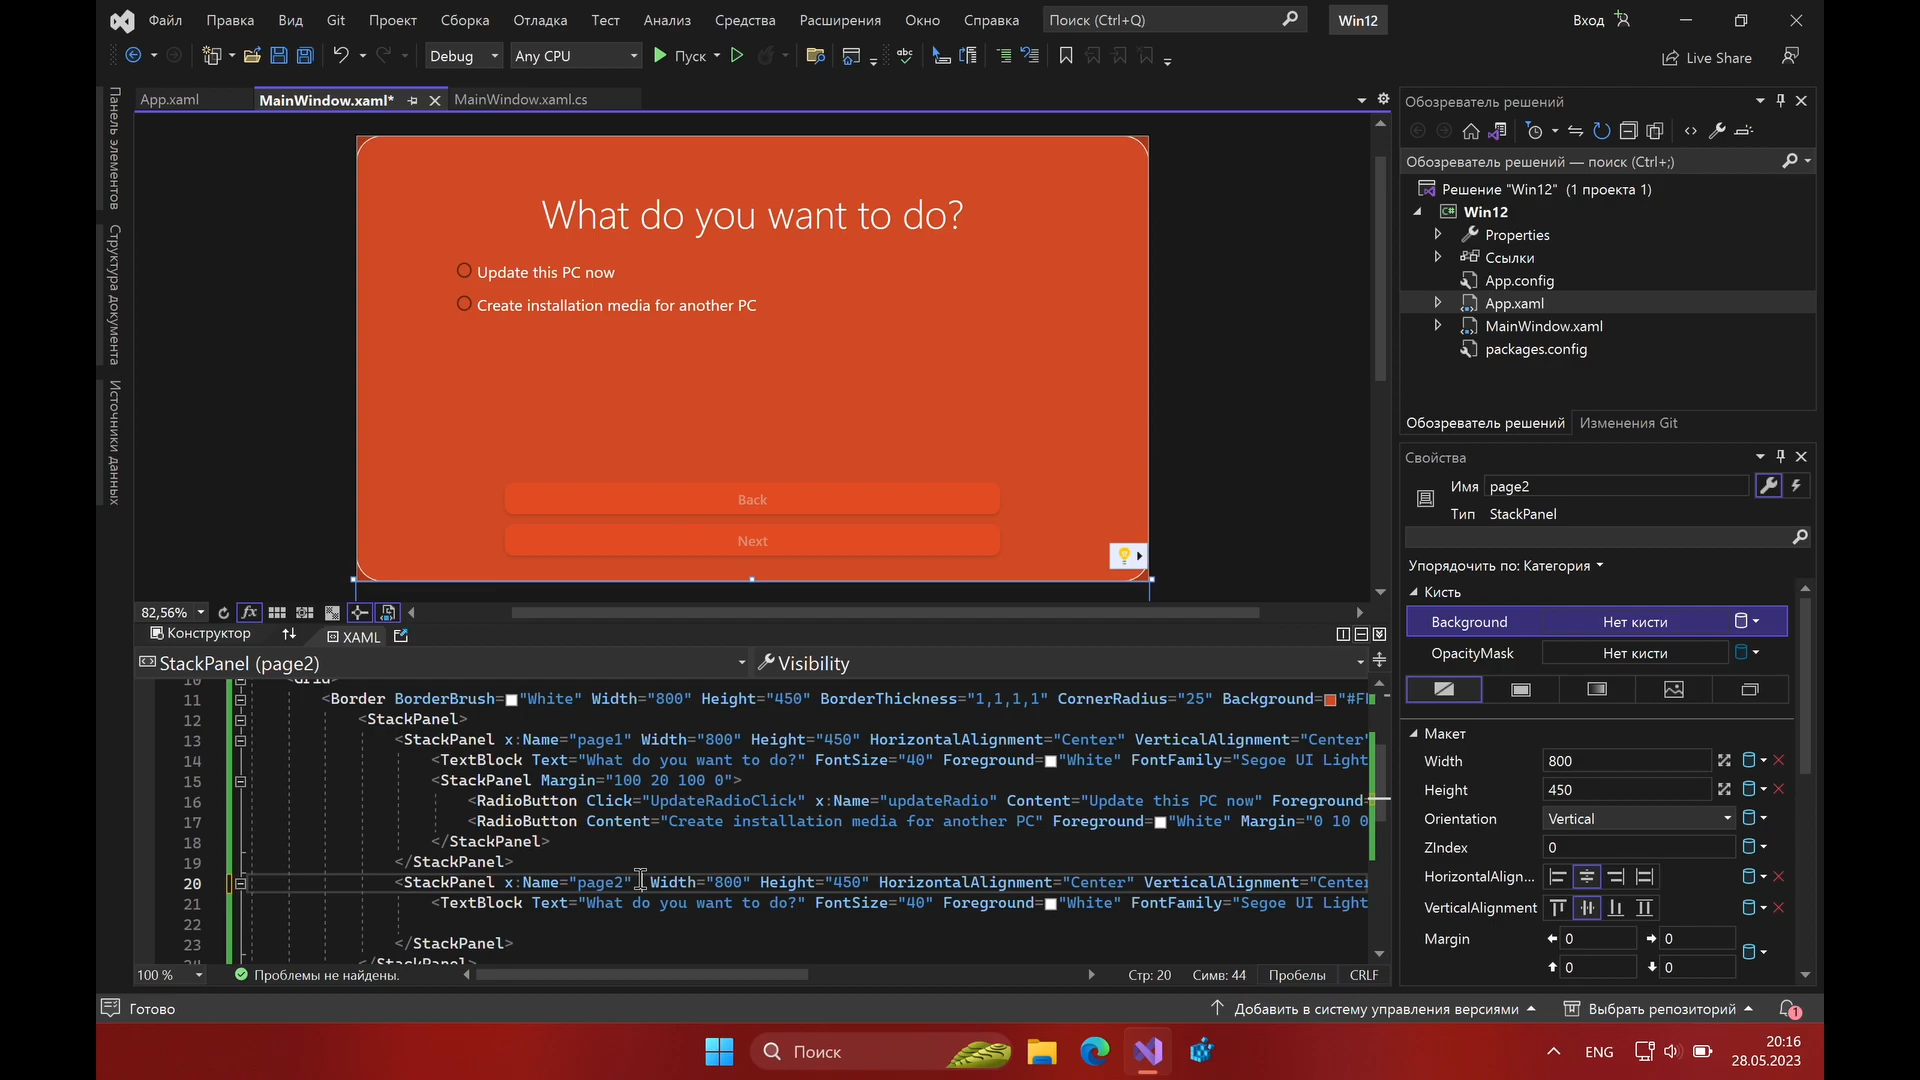 Файл Правка Вид Git Проект Сборка Отладка Тест Анализ Средства Расширения Окно Справка Поиск (Ctrl+Q) Win12 Вход
Debug Any CPU Пуск abc Live Share
App.xaml MainWindow.xaml* MainWindow.xaml.cs
Панель элементов
Структура документа
Источники данных
What do you want to do?
Update this PC now
Create installation media for another PC
Back
Next
82,56% fx
Конструктор XAML
StackPanel (page2) Visibility
10
11 <Border BorderBrush="White" Width="800" Height="450" BorderThickness="1,1,1,1" CornerRadius="25" Background="#F
12 <StackPanel>
13 <StackPanel x:Name="page1" Width="800" Height="450" HorizontalAlignment="Center" VerticalAlignment="Center"
14 <TextBlock Text="What do you want to do?" FontSize="40" Foreground="White" FontFamily="Segoe UI Light
15 <StackPanel Margin="100 20 100 0">
16 <RadioButton Click="UpdateRadioClick" x:Name="updateRadio" Content="Update this PC now" Foreground=
17 <RadioButton Content="Create installation media for another PC" Foreground="White" Margin="0 10 0
18 </StackPanel>
19 </StackPanel>
20 <StackPanel x:Name="page2" Width="800" Height="450" HorizontalAlignment="Center" VerticalAlignment="Center
21 <TextBlock Text="What do you want to do?" FontSize="40" Foreground="White" FontFamily="Segoe UI Light
22
23 </StackPanel>
100 % Проблемы не найдены. Стр: 20 Симв: 44 Пробелы CRLF
Обозреватель решений
Обозреватель решений — поиск (Ctrl+;)
Решение "Win12" (1 проекта 1)
C# Win12
Properties
Ссылки
App.config
App.xaml
MainWindow.xaml
packages.config
Обозреватель решений Изменения Git
Свойства
Имя page2
Тип StackPanel
Упорядочить по: Категория
Кисть
Background Нет кисти
OpacityMask Нет кисти
Макет
Width 800
Height 450
Orientation Vertical
ZIndex 0
HorizontalAlign...
VerticalAlignment
Margin 0 0
0 0
Готово Добавить в систему управления версиями Выбрать репозиторий 1
Поиск ENG 20:16
28.05.2023